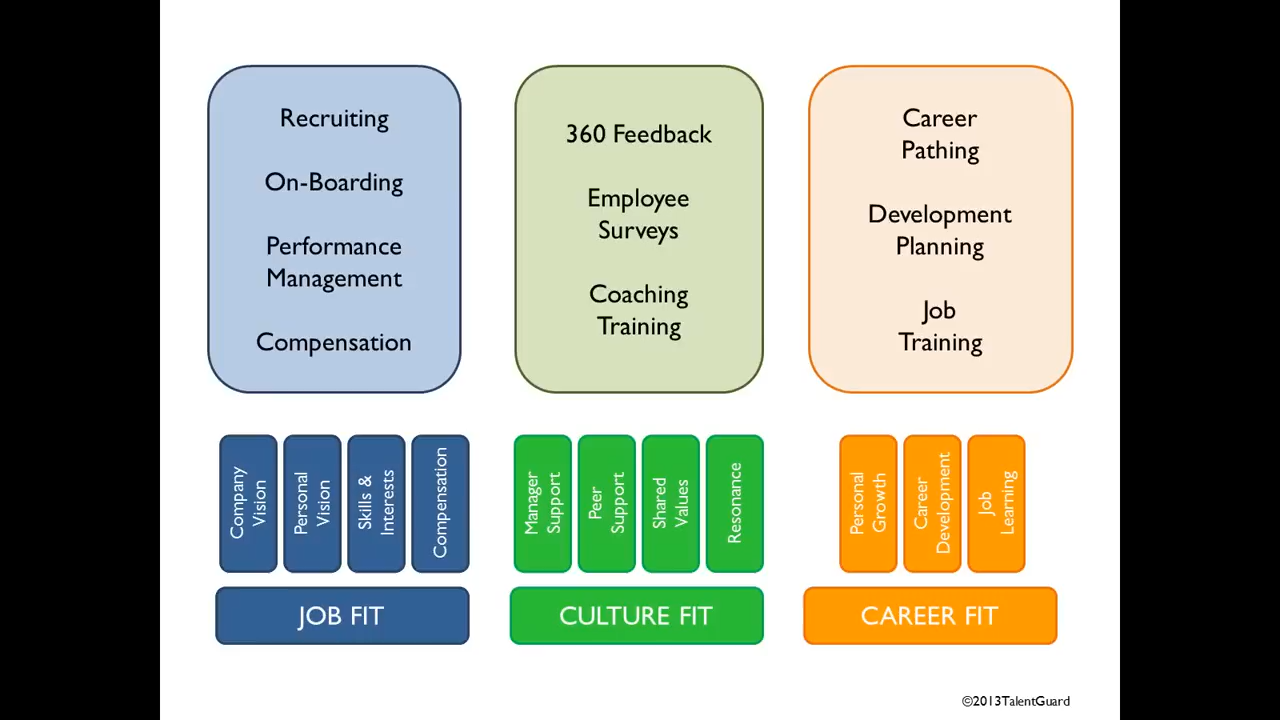 Recruiting
On-Boarding
Performance
Management
Compensation
360 Feedback
Employee
Surveys
Coaching
Training
Career
Pathing
Development
Planning
Job
Training
Company
Vision
Personal
Vision
Skills &
Interests
Compensation
Manager
Support
Peer
Support
Shared
Values
Resonance
Personal
Growth
Career
Development
Job
Learning
JOB FIT
CULTURE FIT
CAREER FIT
©2013TalentGuard